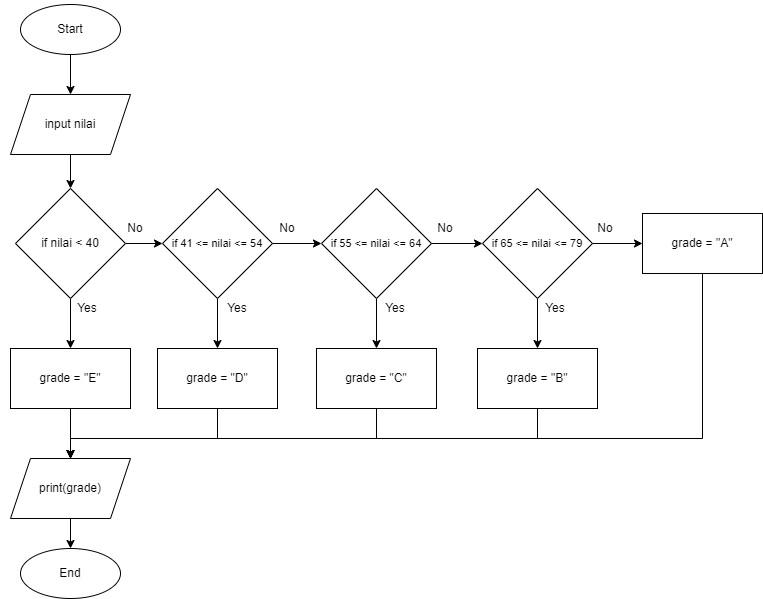 Start
input nilai
if nilai < 40
No
if 41 <= nilai <= 54
No
if 55 <= nilai <= 64
No
if 65 <= nilai <= 79
No
grade = "A"
Yes
Yes
Yes
Yes
grade = "E"
grade = "D"
grade = "C"
grade = "B"
print(grade)
End